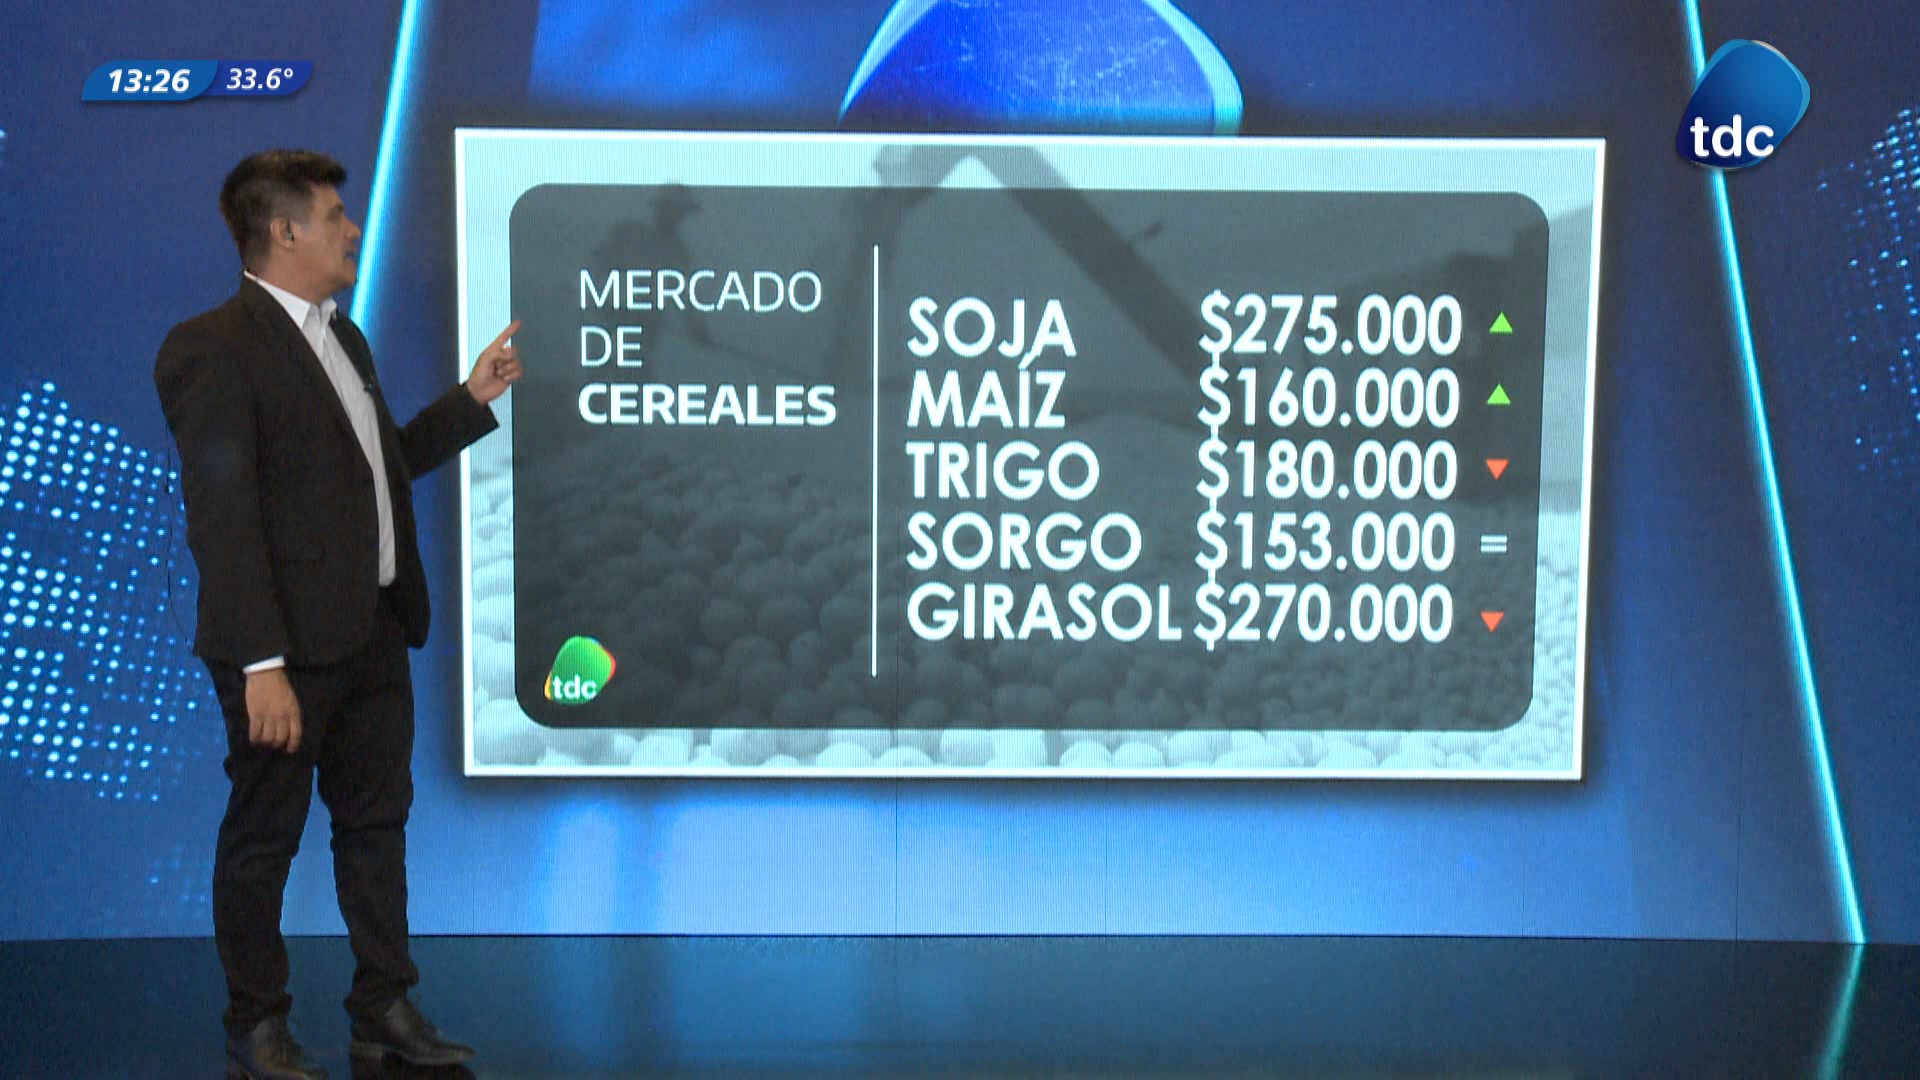 13:26 33.6°
tdc
MERCADO
DE
CEREALES
SOJA $275.000
MAÍZ $160.000
TRIGO $180.000
SORGO $153.000 =
GIRASOL $270.000
tdc